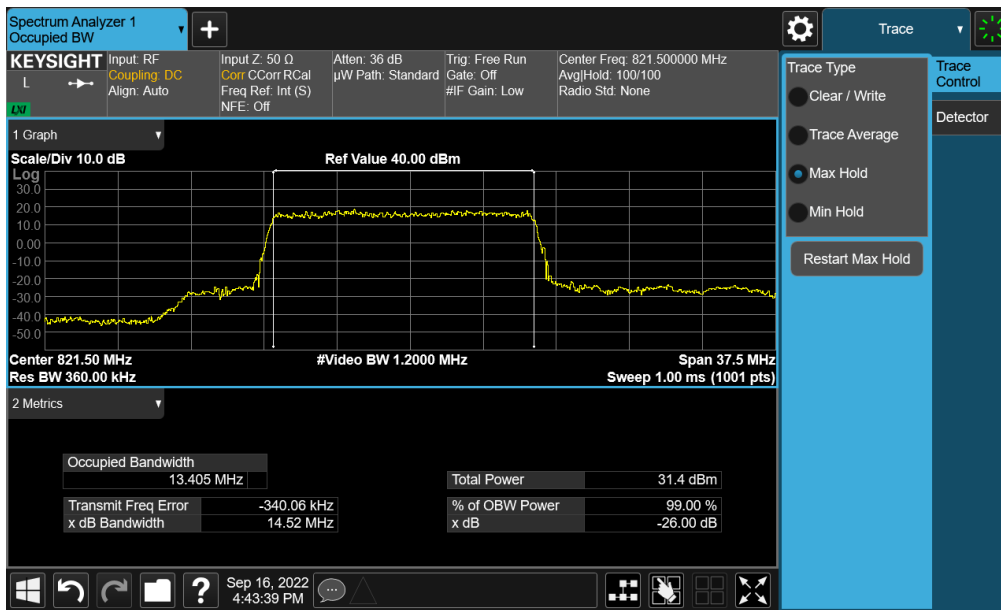 Spectrum Analyzer 1
Occupied BW
Trace
KEYSIGHT
L
LXI
Input: RF
Coupling: DC
Align: Auto
Input Z: 50 Ω
Corr CCorr RCal
Freq Ref: Int (S)
NFE: Off
Atten: 36 dB
µW Path: Standard
Trig: Free Run
Gate: Off
#IF Gain: Low
Center Freq: 821.500000 MHz
Avg|Hold: 100/100
Radio Std: None
Trace Type
Clear / Write
Trace Average
Max Hold
Min Hold
Restart Max Hold
Trace
Control
Detector
1 Graph
Scale/Div 10.0 dB
Ref Value 40.00 dBm
Log
30.0
20.0
10.0
0.00
-10.0
-20.0
-30.0
-40.0
-50.0
Center 821.50 MHz
#Video BW 1.2000 MHz
Span 37.5 MHz
Res BW 360.00 kHz
Sweep 1.00 ms (1001 pts)
2 Metrics
Occupied Bandwidth
13.405 MHz
Total Power 31.4 dBm
Transmit Freq Error -340.06 kHz
% of OBW Power 99.00 %
x dB Bandwidth 14.52 MHz
x dB -26.00 dB
?
Sep 16, 2022
4:43:39 PM